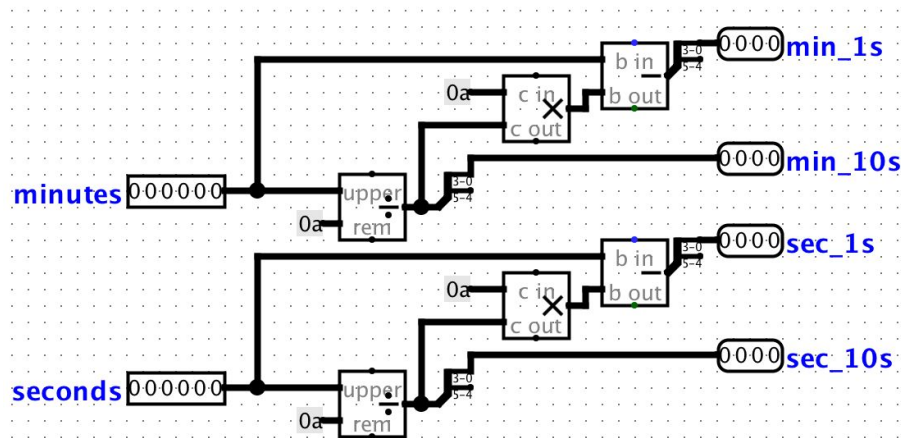 b in
b out
3-0
5-4
0000
min_1s
0a
c in
c out
minutes
000000
0a
upper
rem
3-0
5-4
0000
min_10s
b in
b out
3-0
5-4
0000
sec_1s
0a
c in
c out
seconds
000000
0a
upper
rem
3-0
5-4
0000
sec_10s